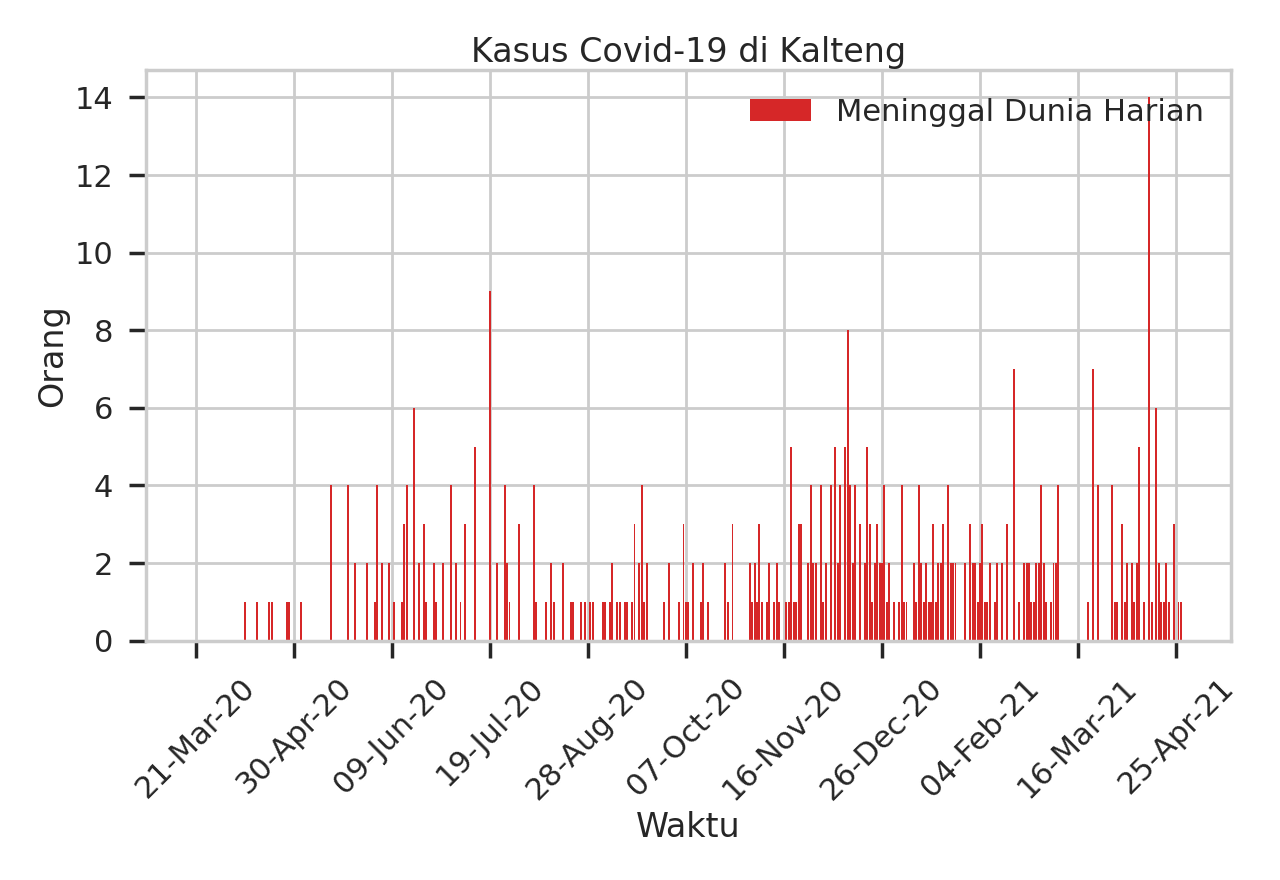 Kasus Covid-19 di Kalteng
Meninggal Dunia Harian
14
12
10
8
6
4
2
0
Orang
21-Mar-20
30-Apr-20
09-Jun-20
19-Jul-20
28-Aug-20
07-Oct-20
16-Nov-20
26-Dec-20
04-Feb-21
16-Mar-21
25-Apr-21
Waktu